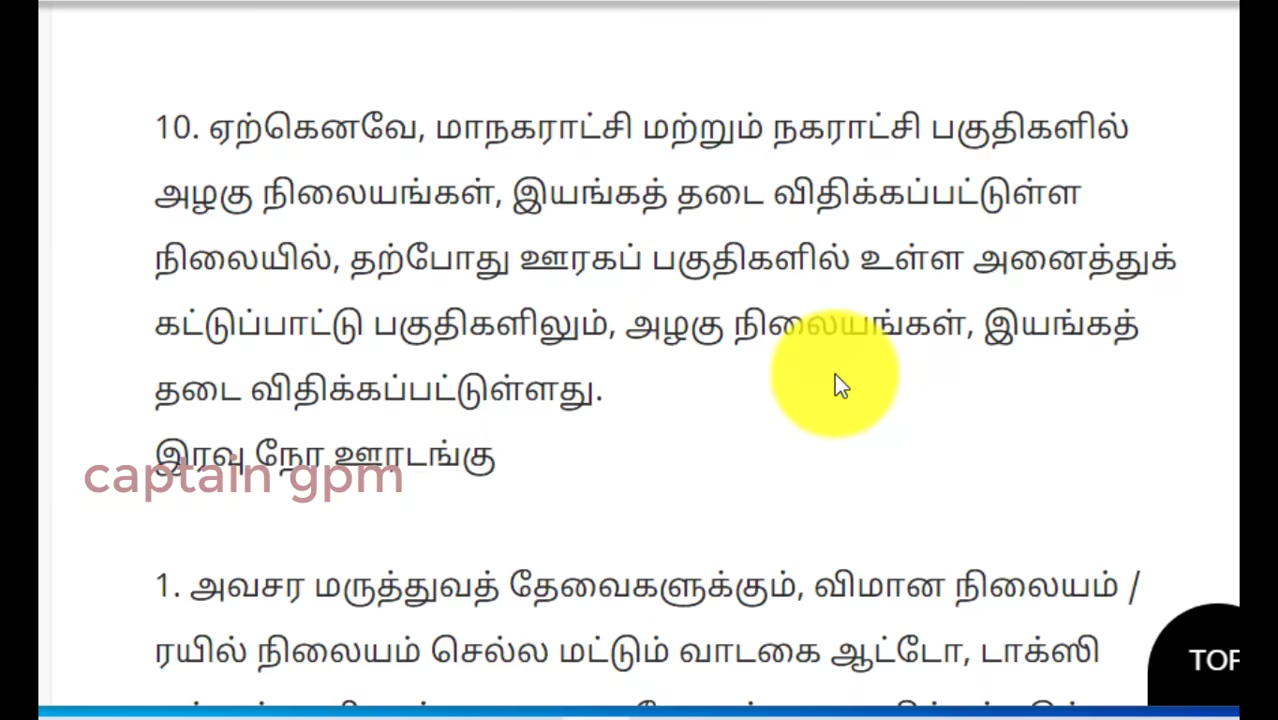 10. ஏற்கெனவே, மாநகராட்சி மற்றும் நகராட்சி பகுதிகளில்
அழகு நிலையங்கள், இயங்கத் தடை விதிக்கப்பட்டுள்ள
நிலையில், தற்போது ஊரகப் பகுதிகளில் உள்ள அனைத்துக்
கட்டுப்பாட்டு பகுதிகளிலும், அழகு நிலையங்கள், இயங்கத்
தடை விதிக்கப்பட்டுள்ளது.
இரவு நேர ஊரடங்கு
captain gpm
1. அவசர மருத்துவத் தேவைகளுக்கும், விமான நிலையம் /
ரயில் நிலையம் செல்ல மட்டும் வாடகை ஆட்டோ, டாக்ஸி
TOP